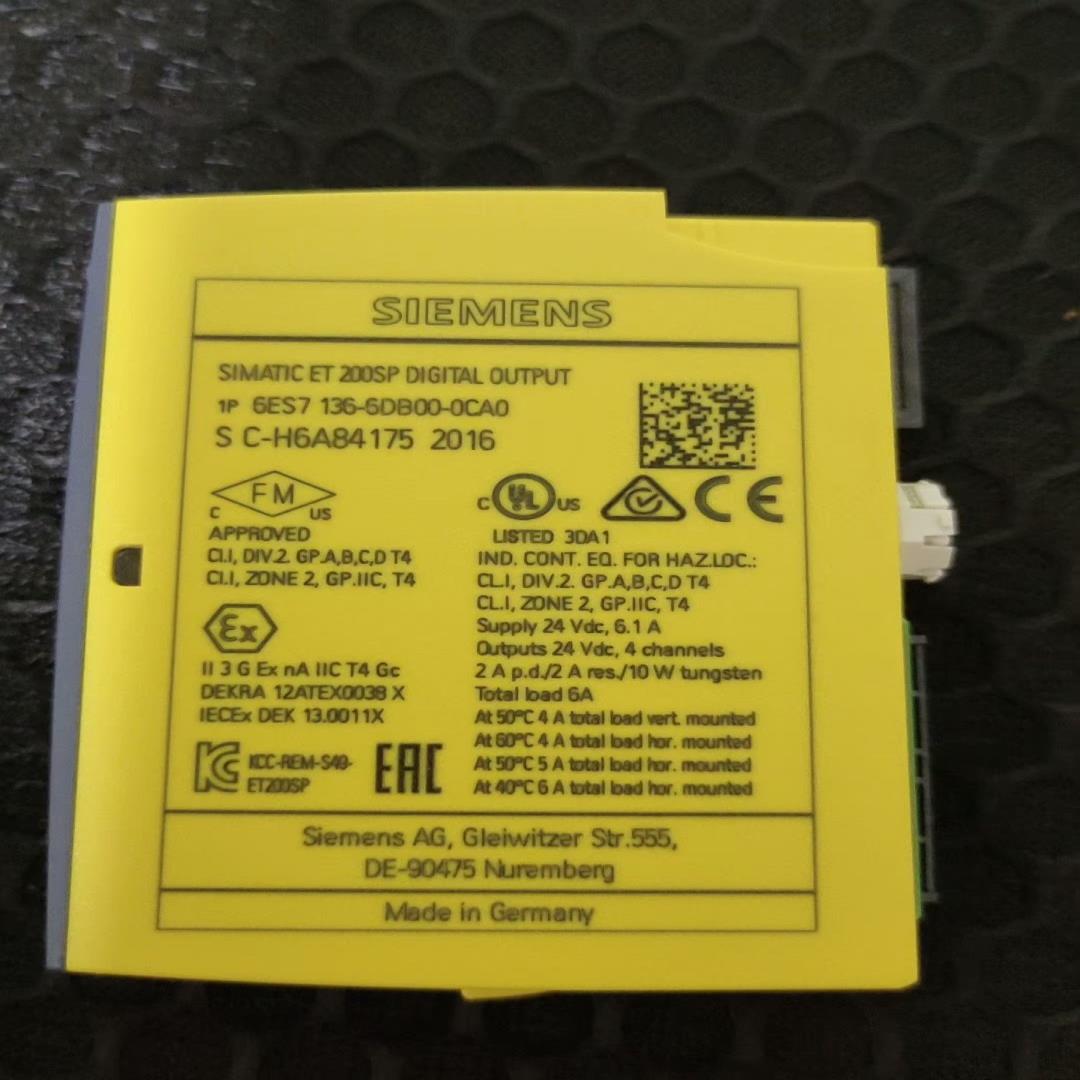 SIEMENS
SIMATIC ET 200SP DIGITAL OUTPUT
1P 6ES7 136-6DB00-0CA0
S C-H6A84175 2016
FM
C US
APPROVED
CI.I, DIV.2. GP.A,B,C,D T4
CI.I, ZONE 2, GP.IIC, T4
Ex
II 3 G Ex nA IIC T4 Gc
DEKRA 12ATEX0038 X
IECEx DEK 13.0011X
KC KCC-REM-S49-
ET200SP
EAC
C UL US CE
LISTED 3DA1
IND. CONT. EQ. FOR HAZ.LOC.:
CL.I, DIV.2. GP.A,B,C,D T4
CL.I, ZONE 2, GP.IIC, T4
Supply 24 Vdc, 6.1 A
Outputs 24 Vdc, 4 channels
2 A p.d./2 A res./10 W tungsten
Total load 6A
At 50°C 4 A total load vert. mounted
At 60°C 4 A total load hor. mounted
At 50°C 5 A total load hor. mounted
At 40°C 6 A total load hor. mounted
Siemens AG, Gleiwitzer Str.555,
DE-90475 Nuremberg
Made in Germany